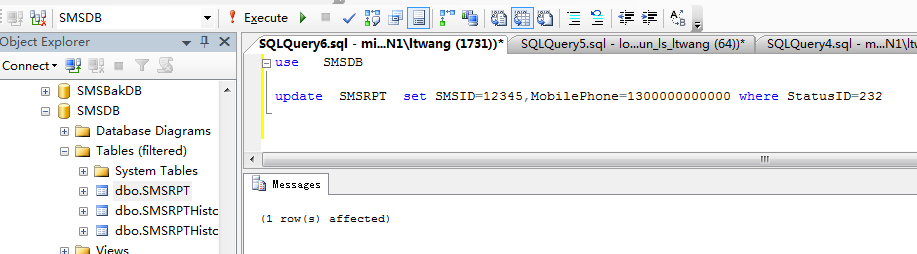 SMSDB
Execute
Object Explorer
Connect
SMSBakDB
SMSDB
Database Diagrams
Tables (filtered)
System Tables
dbo.SMSRPT
dbo.SMSRPTHisto
dbo.SMSRPTHistc
Views
SQLQuery6.sql - mi...N1\ltwang (1731))*
SQLQuery5.sql - lo...un_ls_ltwang (64))*
SQLQuery4.sql - m...N1\ltw
use SMSDB
update SMSRPT set SMSID=12345,MobilePhone=1300000000000 where StatusID=232
Messages
(1 row(s) affected)